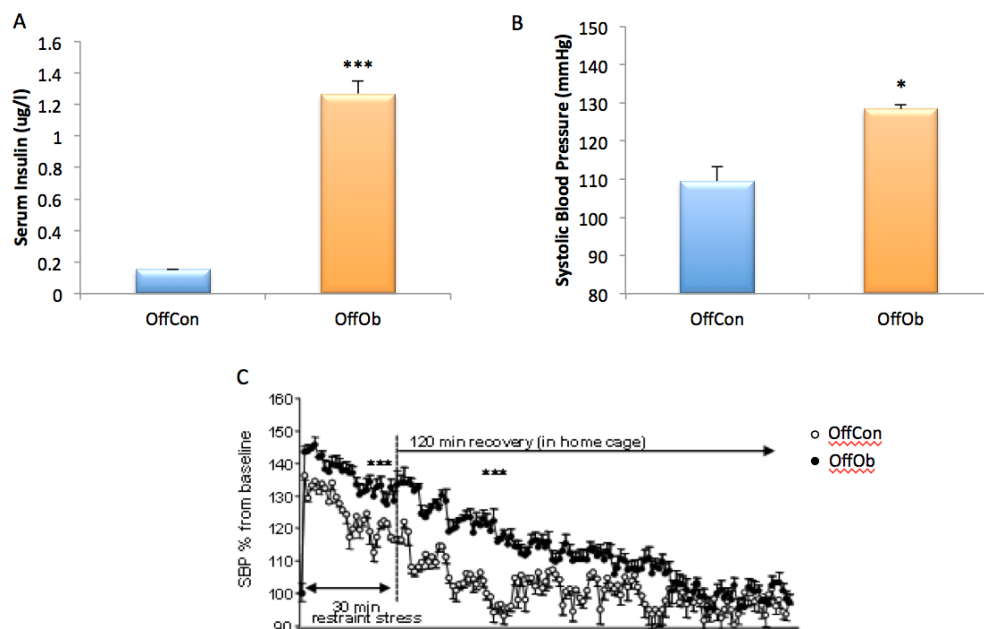 A
Serum Insulin (ug/l)
1.6
1.4
1.2
1
0.8
0.6
0.4
0.2
0
***
OffCon
OffOb
B
Systolic Blood Pressure (mmHg)
150
140
130
120
110
100
90
80
*
OffCon
OffOb
C
SBP % from baseline
160
150
140
130
120
110
100
90
120 min recovery (in home cage)
***
***
30 min
restraint stress
OffCon
OffOb